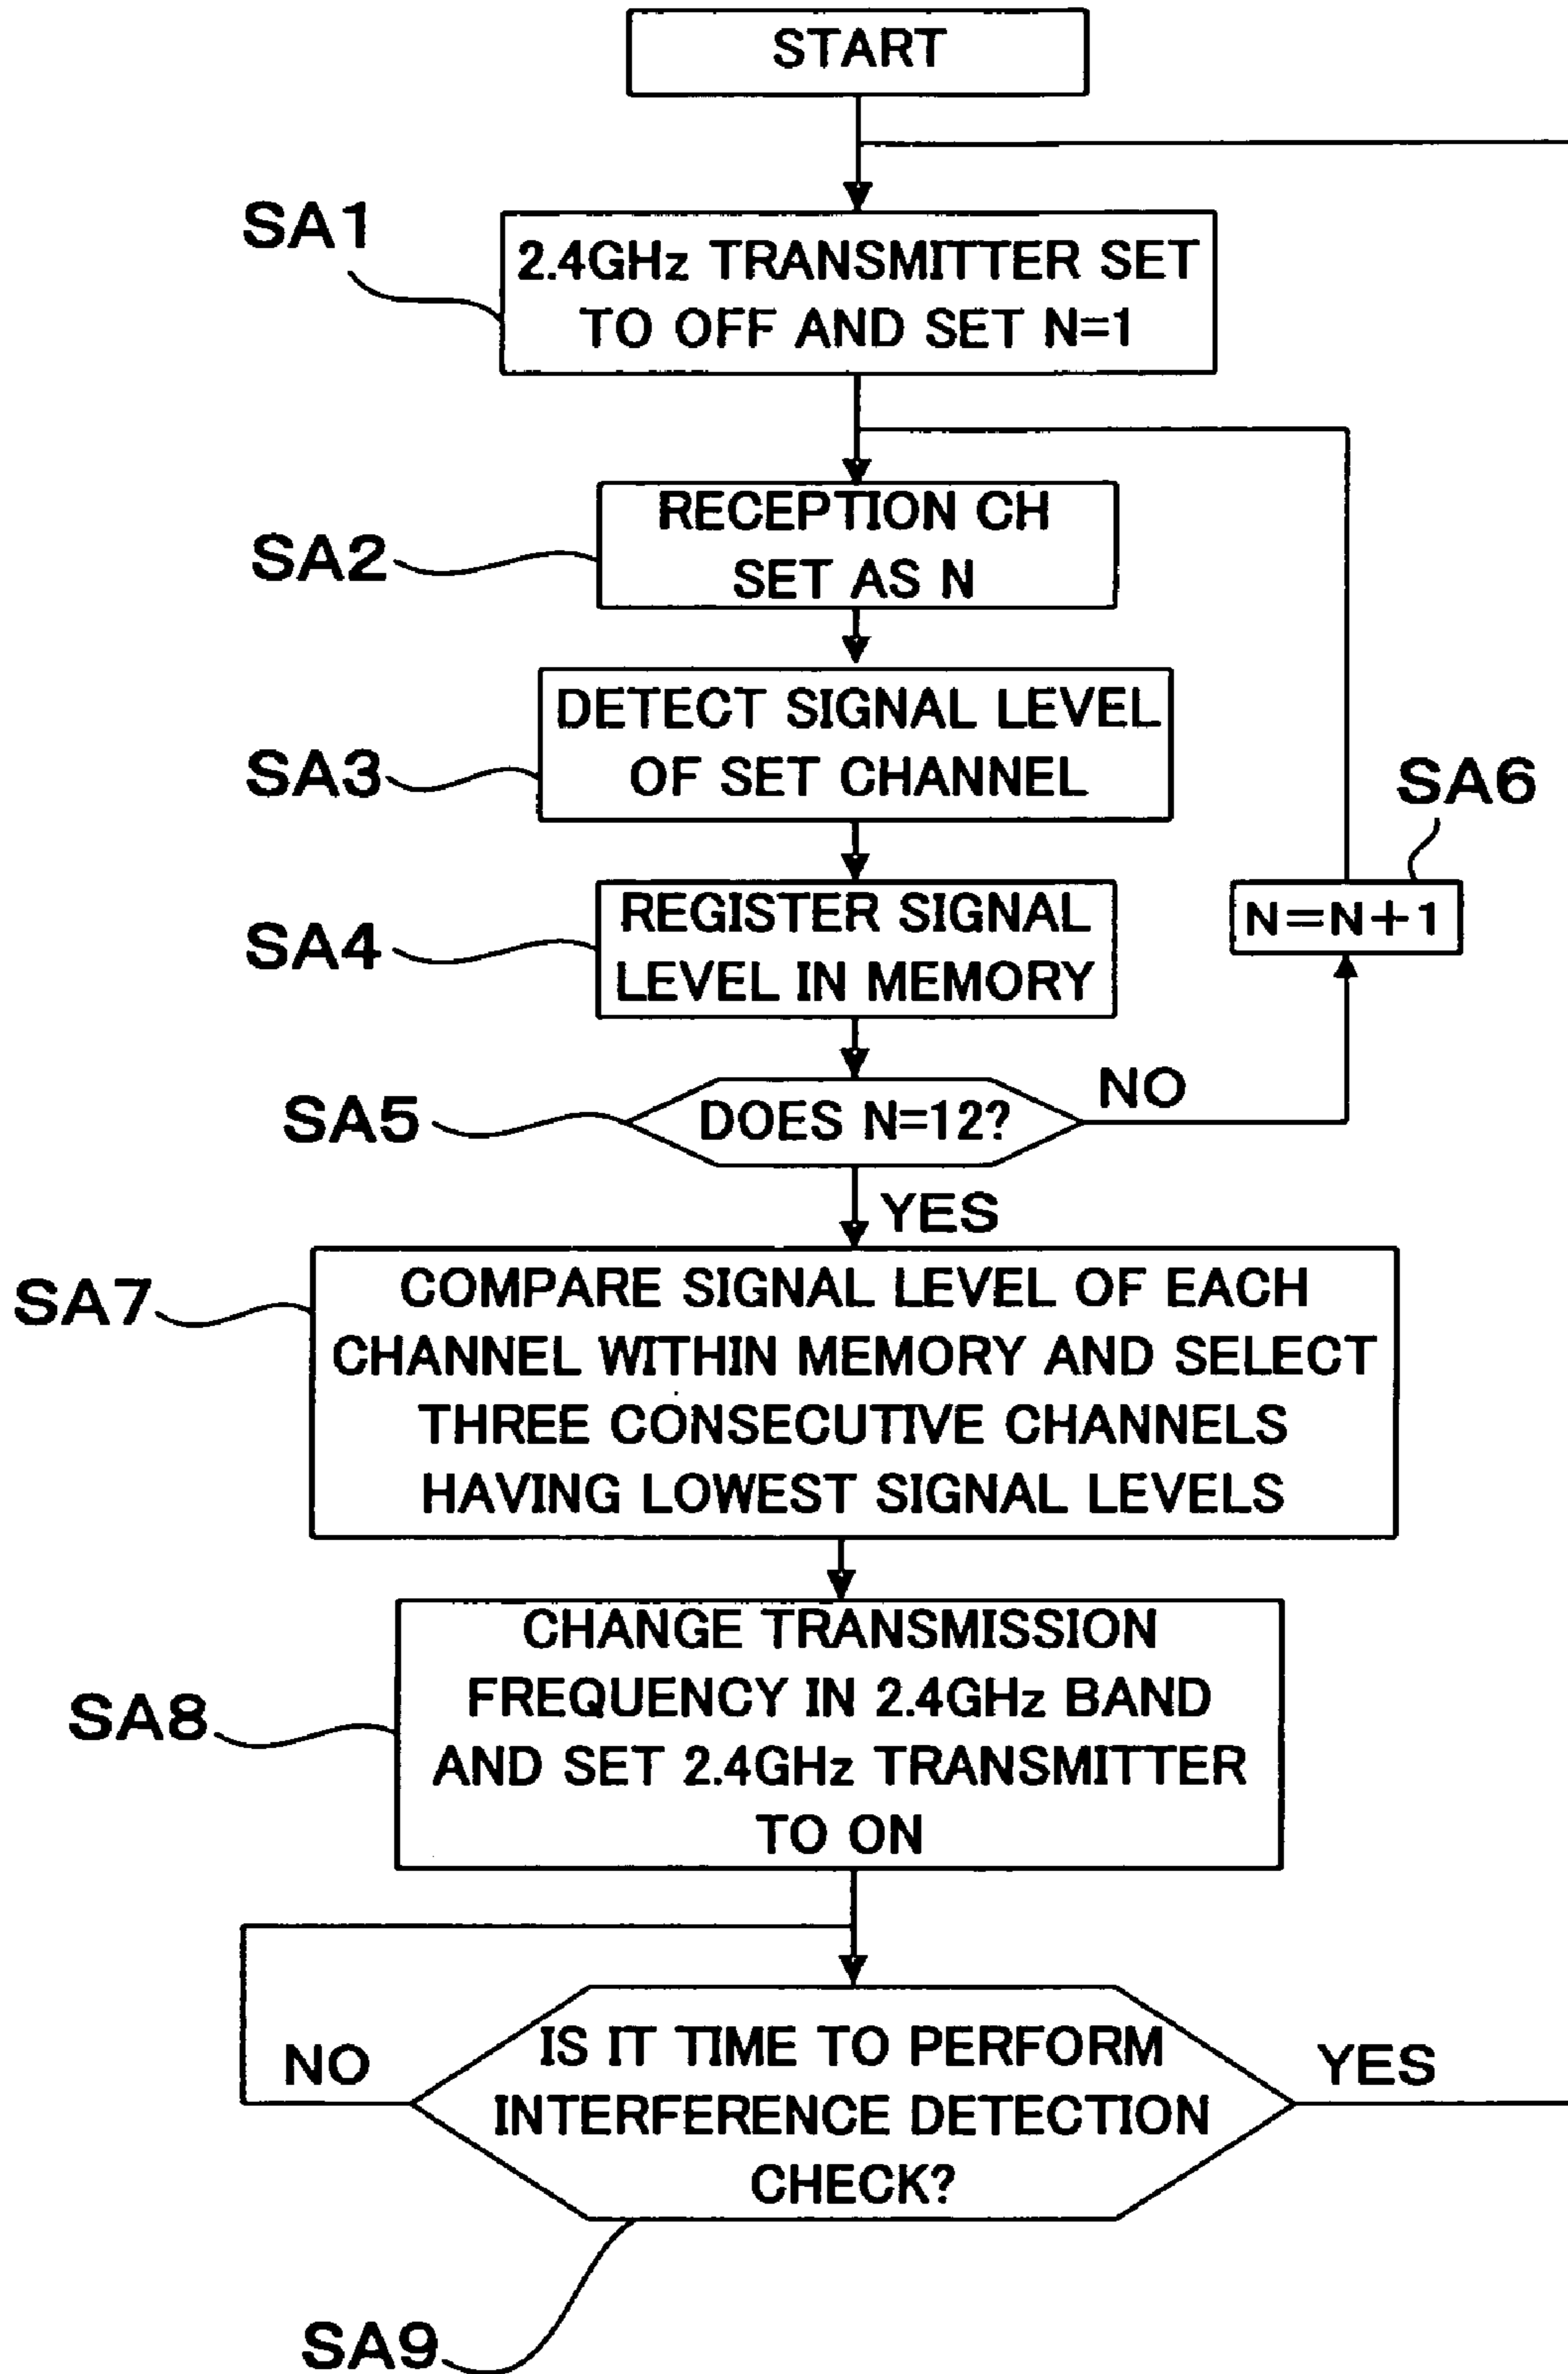 START
SA1
2.4GHz TRANSMITTER SET
TO OFF AND SET N=1
SA2
RECEPTION CH
SET AS N
SA3
DETECT SIGNAL LEVEL
OF SET CHANNEL
SA6
N=N+1
SA4
REGISTER SIGNAL
LEVEL IN MEMORY
SA5
DOES N=12?
NO
YES
SA7
COMPARE SIGNAL LEVEL OF EACH
CHANNEL WITHIN MEMORY AND SELECT
THREE CONSECUTIVE CHANNELS
HAVING LOWEST SIGNAL LEVELS
SA8
CHANGE TRANSMISSION
FREQUENCY IN 2.4GHz BAND
AND SET 2.4GHz TRANSMITTER
TO ON
NO
IS IT TIME TO PERFORM
INTERFERENCE DETECTION
CHECK?
YES
SA9